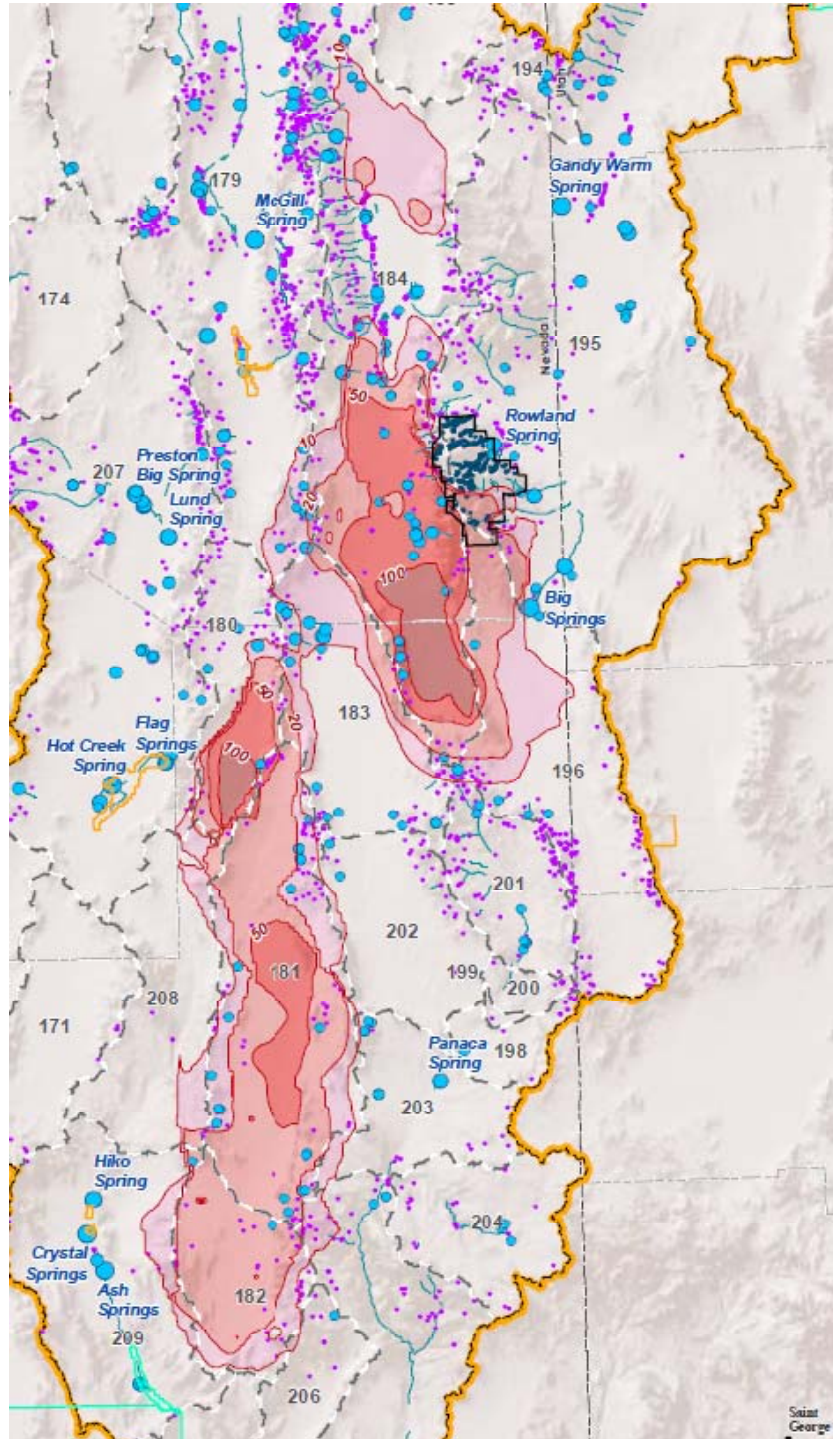 10
194
Utah
Gandy Warm
Spring
179
McGill
Spring
184
174
Nevada
195
50
Rowland
Spring
10
Preston
Big Spring
207
20
Lund
Spring
100
Big
Springs
180
50
20
183
Flag
Springs
Hot Creek
Spring
100
196
201
50
202
181
199
200
208
171
Panaca
Spring
198
203
Hiko
Spring
204
Crystal
Springs
Ash
Springs
182
209
206
Saint
George